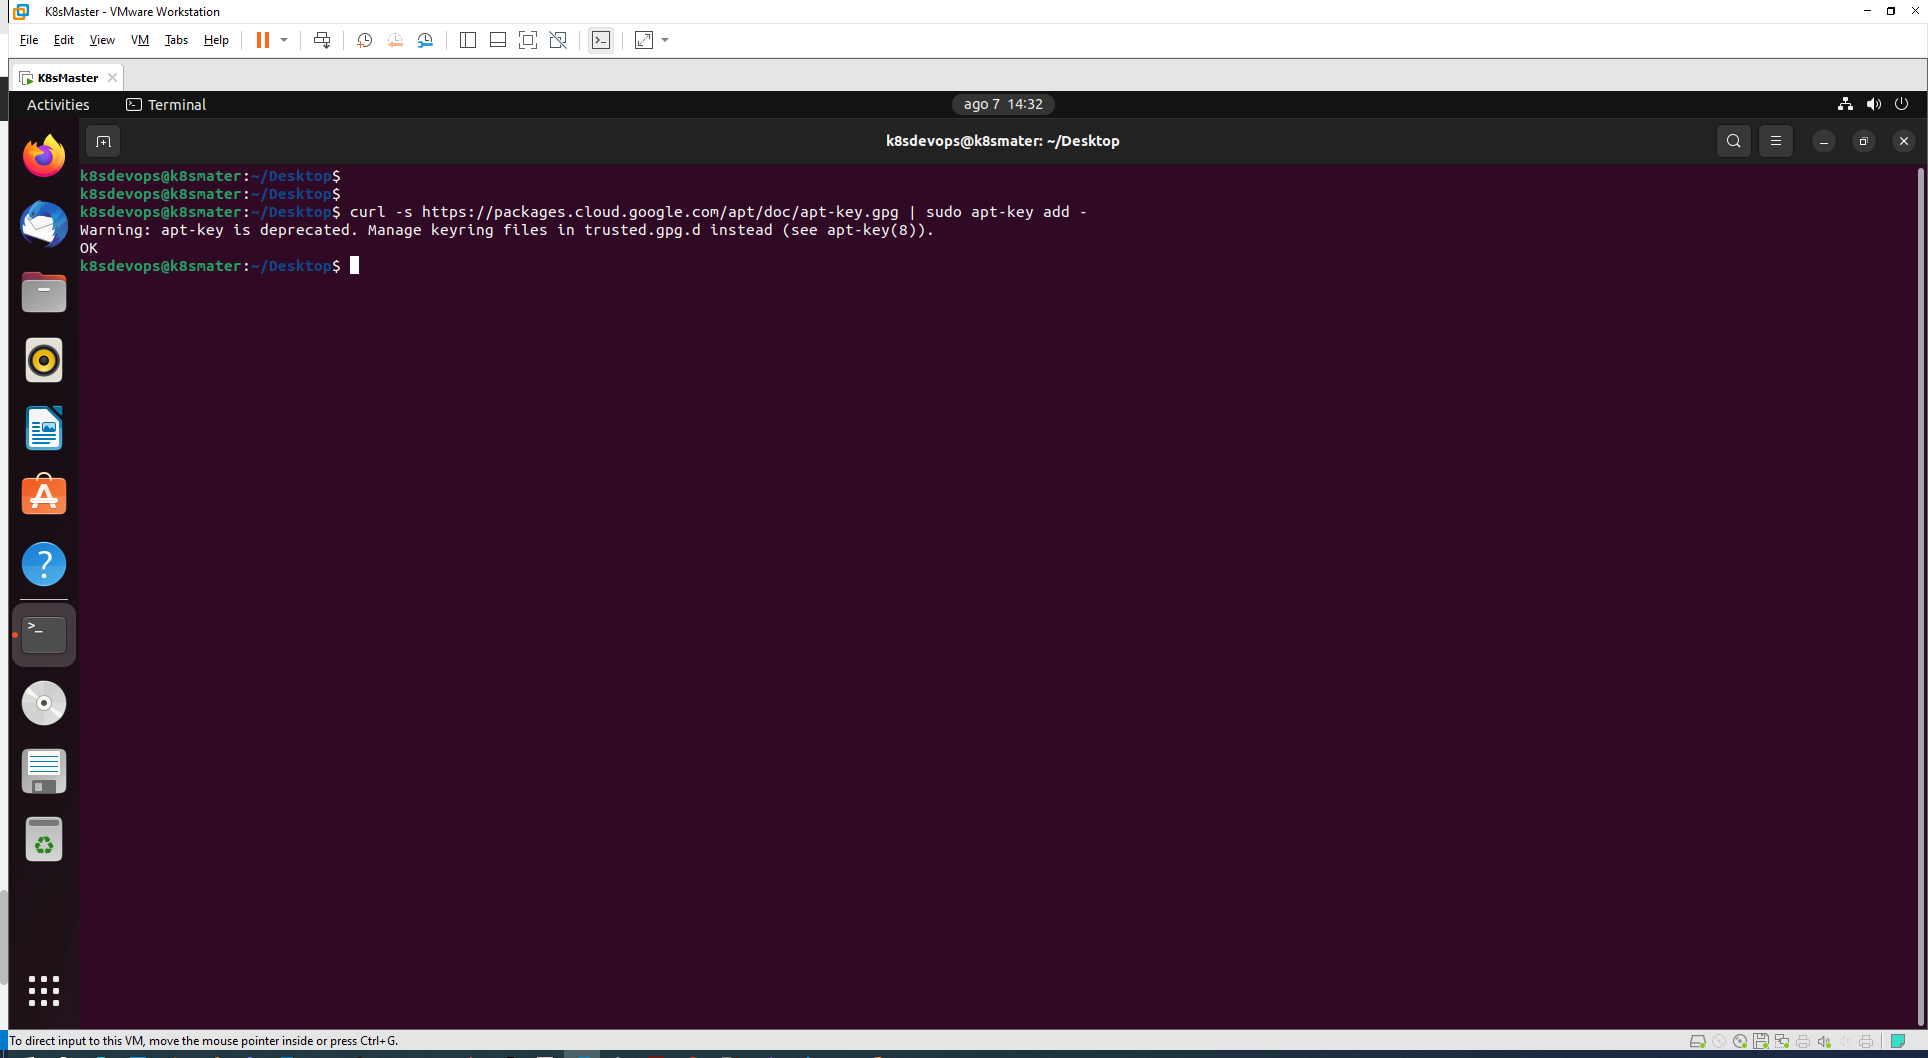 K8sMaster - VMware Workstation
File Edit View VM Tabs Help
K8sMaster
Activities Terminal ago 7 14:32
k8sdevops@k8smater: ~/Desktop
k8sdevops@k8smater:~/Desktop$
k8sdevops@k8smater:~/Desktop$
k8sdevops@k8smater:~/Desktop$ curl -s https://packages.cloud.google.com/apt/doc/apt-key.gpg | sudo apt-key add -
Warning: apt-key is deprecated. Manage keyring files in trusted.gpg.d instead (see apt-key(8)).
OK
k8sdevops@k8smater:~/Desktop$
To direct input to this VM, move the mouse pointer inside or press Ctrl+G.